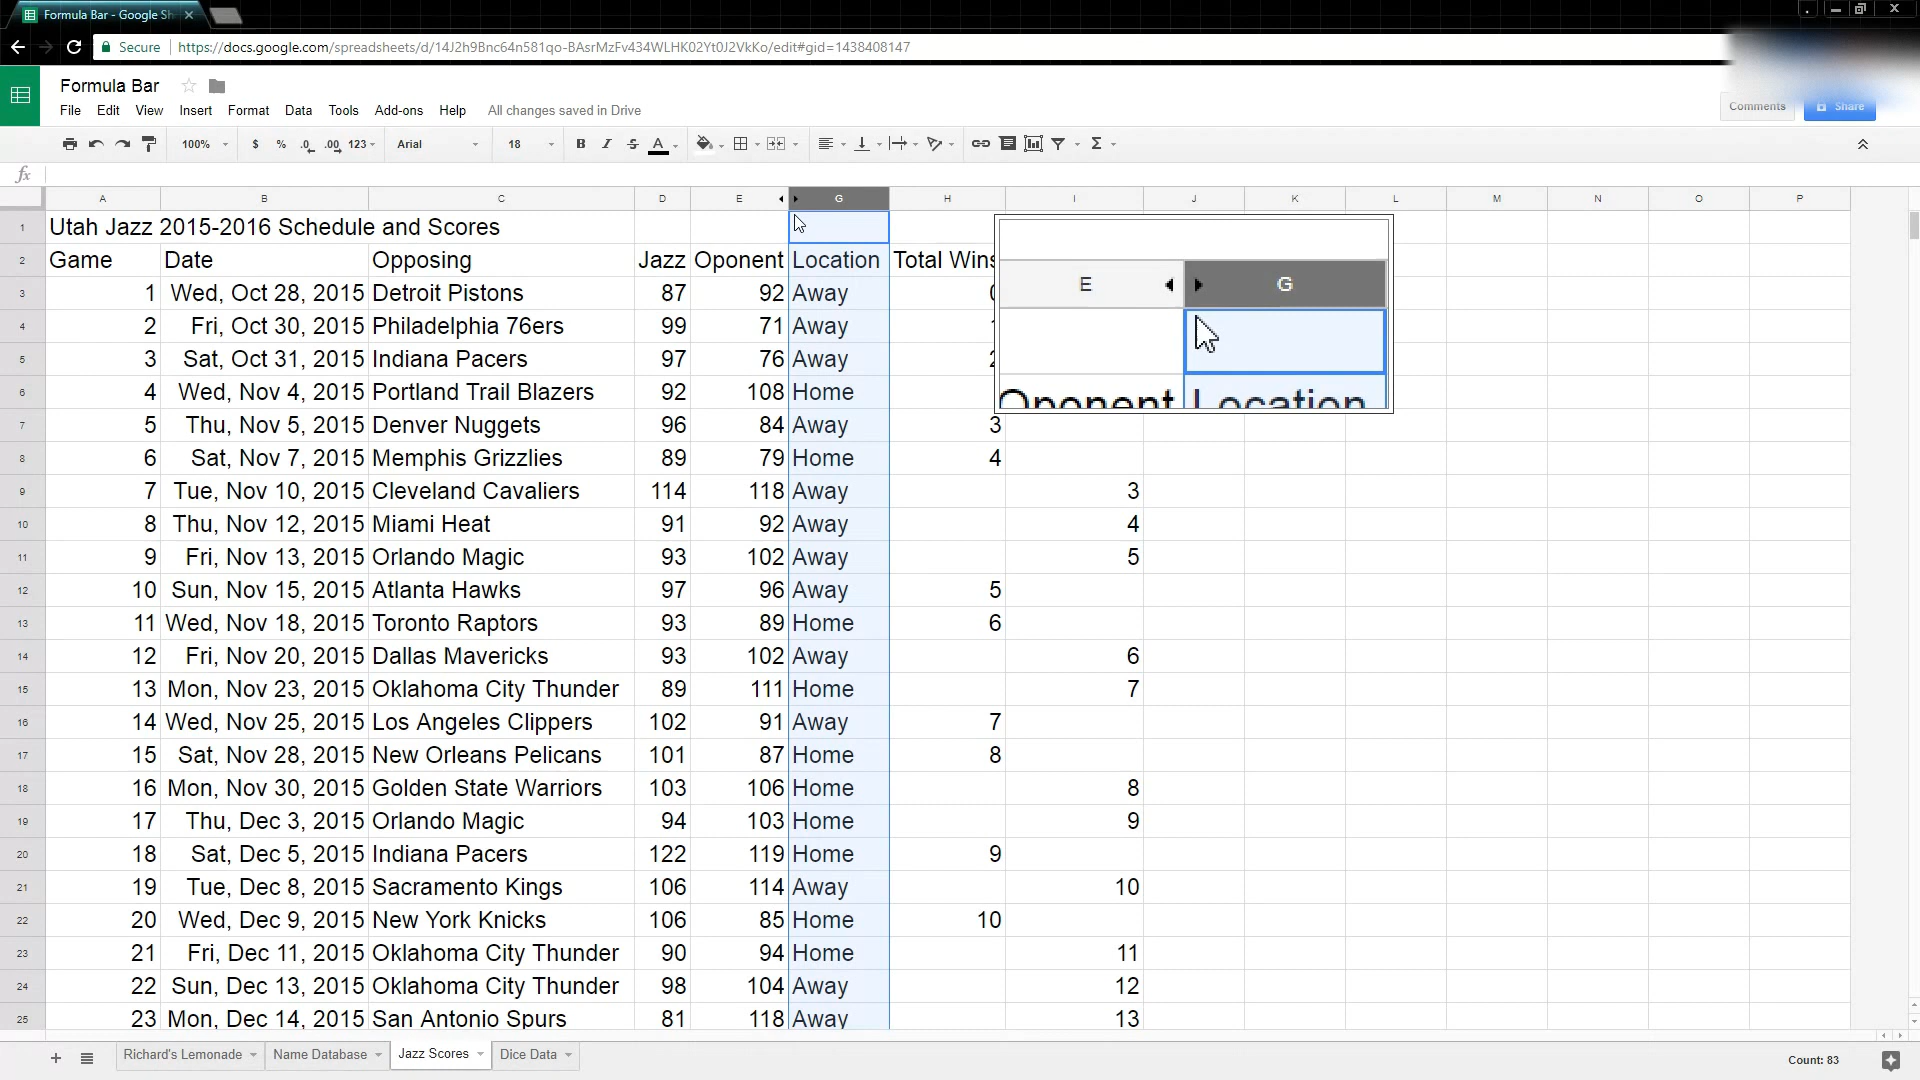 Formula Bar - Google Sh
Secure https://docs.google.com/spreadsheets/d/14J2h9Bnc64n581qo-BAsrMzFv434WLHK02Yt0J2VkKo/edit#gid=1438408147
Formula Bar
File Edit View Insert Format Data Tools Add-ons Help All changes saved in Drive
Comments Share
100% $ % .0 .00 123 Arial 18 B I S A Σ
fx
A B C D E G H I J K L M N O P
1 Utah Jazz 2015-2016 Schedule and Scores
2 Game Date Opposing Jazz Oponent Location Total Wins
E G
Oponent Location
3 1 Wed, Oct 28, 2015 Detroit Pistons 87 92 Away
4 2 Fri, Oct 30, 2015 Philadelphia 76ers 99 71 Away
5 3 Sat, Oct 31, 2015 Indiana Pacers 97 76 Away
6 4 Wed, Nov 4, 2015 Portland Trail Blazers 92 108 Home
7 5 Thu, Nov 5, 2015 Denver Nuggets 96 84 Away 3
8 6 Sat, Nov 7, 2015 Memphis Grizzlies 89 79 Home 4
9 7 Tue, Nov 10, 2015 Cleveland Cavaliers 114 118 Away 3
10 8 Thu, Nov 12, 2015 Miami Heat 91 92 Away 4
11 9 Fri, Nov 13, 2015 Orlando Magic 93 102 Away 5
12 10 Sun, Nov 15, 2015 Atlanta Hawks 97 96 Away 5
13 11 Wed, Nov 18, 2015 Toronto Raptors 93 89 Home 6
14 12 Fri, Nov 20, 2015 Dallas Mavericks 93 102 Away 6
15 13 Mon, Nov 23, 2015 Oklahoma City Thunder 89 111 Home 7
16 14 Wed, Nov 25, 2015 Los Angeles Clippers 102 91 Away 7
17 15 Sat, Nov 28, 2015 New Orleans Pelicans 101 87 Home 8
18 16 Mon, Nov 30, 2015 Golden State Warriors 103 106 Home 8
19 17 Thu, Dec 3, 2015 Orlando Magic 94 103 Home 9
20 18 Sat, Dec 5, 2015 Indiana Pacers 122 119 Home 9
21 19 Tue, Dec 8, 2015 Sacramento Kings 106 114 Away 10
22 20 Wed, Dec 9, 2015 New York Knicks 106 85 Home 10
23 21 Fri, Dec 11, 2015 Oklahoma City Thunder 90 94 Home 11
24 22 Sun, Dec 13, 2015 Oklahoma City Thunder 98 104 Away 12
25 23 Mon, Dec 14, 2015 San Antonio Spurs 81 118 Away 13
Richard's Lemonade Name Database Jazz Scores Dice Data Count: 83